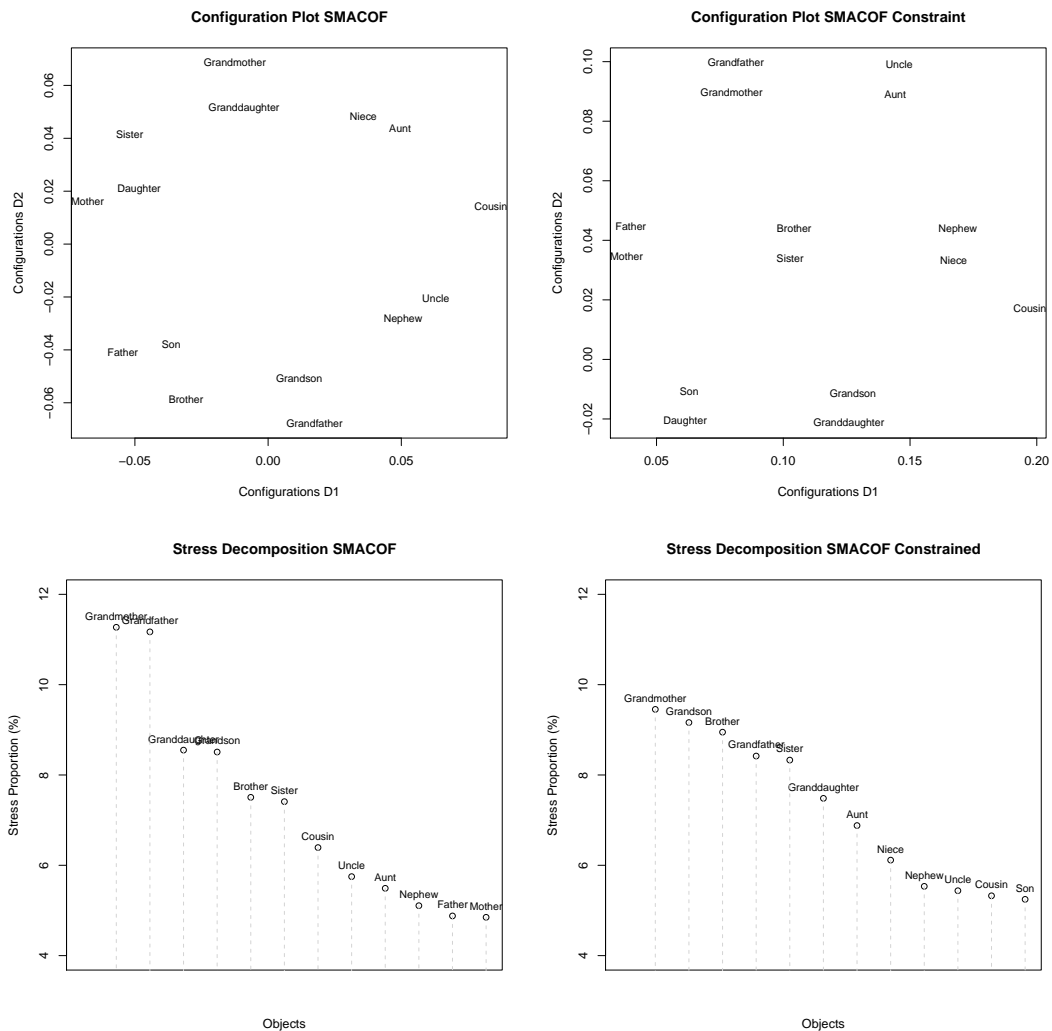 Configuration Plot SMACOF
Grandmother
Granddaughter
Niece
Aunt
Sister
Daughter
Mother
Cousin
Uncle
Nephew
Son
Father
Grandson
Brother
Grandfather
0.06
0.04
0.02
0.00
−0.02
−0.04
−0.06
Configurations D2
−0.05
0.00
0.05
Configurations D1
Configuration Plot SMACOF Constraint
Grandfather
Uncle
Grandmother
Aunt
Father
Brother
Nephew
Mother
Sister
Niece
Cousin
Son
Grandson
Daughter
Granddaughter
0.10
0.08
0.06
0.04
0.02
0.00
−0.02
Configurations D2
0.05
0.10
0.15
0.20
Configurations D1
Stress Decomposition SMACOF
Grandmother
Grandfather
Granddaughter
Grandson
Brother
Sister
Cousin
Uncle
Aunt
Nephew
Father
Mother
12
10
8
6
4
Stress Proportion (%)
Objects
Stress Decomposition SMACOF Constrained
Grandmother
Grandson
Brother
Grandfather
Sister
Granddaughter
Aunt
Niece
Nephew
Uncle
Cousin
Son
12
10
8
6
4
Stress Proportion (%)
Objects